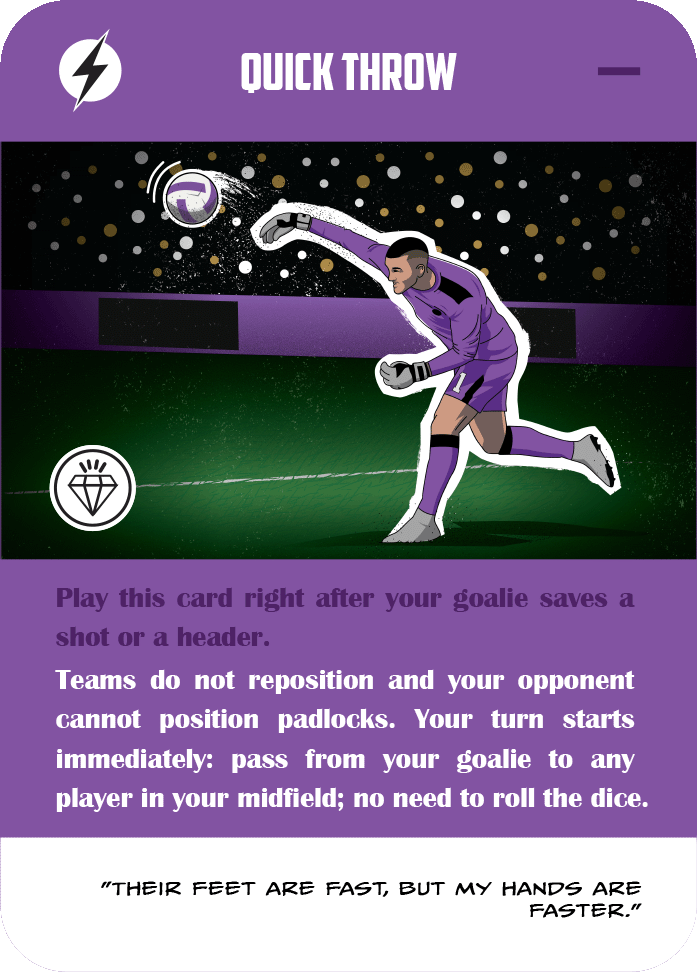 QUICK THROW
1
Play this card right after your goalie saves a
shot or a header.
Teams do not reposition and your opponent
cannot position padlocks. Your turn starts
immediately: pass from your goalie to any
player in your midfield; no need to roll the dice.
"THEIR FEET ARE FAST, BUT MY HANDS ARE
FASTER."